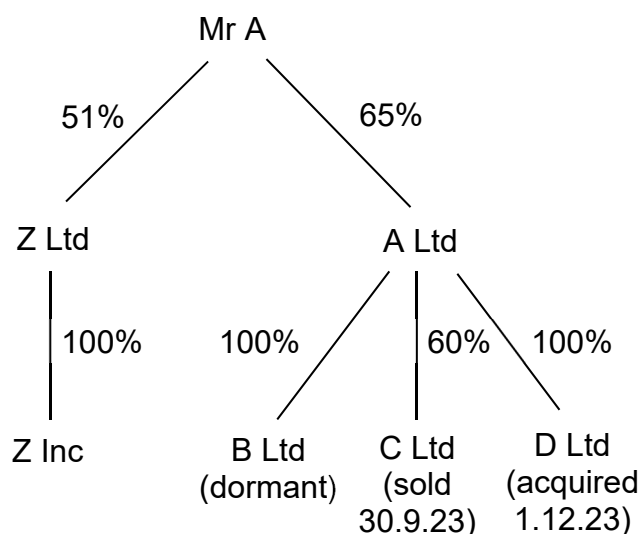 Mr A
51%
65%
Z Ltd
A Ltd
100%
100%
60%
100%
Z Inc
B Ltd
(dormant)
C Ltd
(sold
30.9.23)
D Ltd
(acquired
1.12.23)